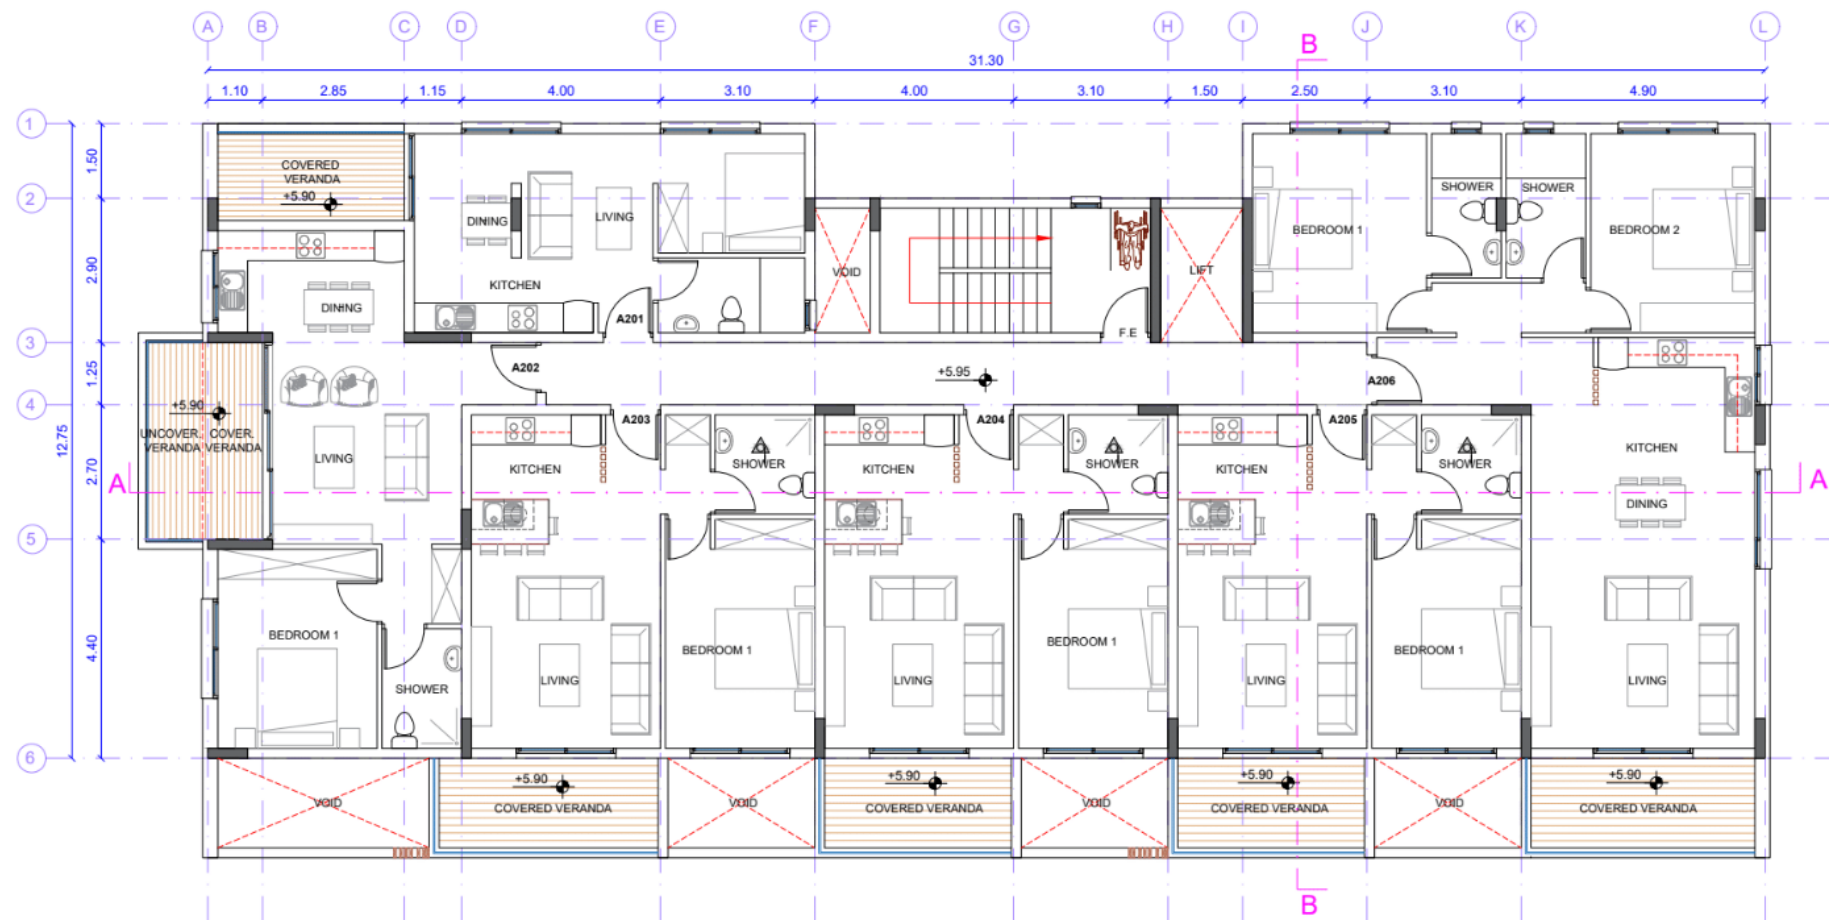 A B C D E F G H I J K L
B
31.30
1.10 2.85 1.15 4.00 3.10 4.00 3.10 1.50 2.50 3.10 4.90
1
1.50
COVERED
VERANDA
+5.90
2
SHOWER SHOWER
DINING LIVING
BEDROOM 1 BEDROOM 2
2.90
VOID LIFT
KITCHEN
DINING
A201
F.E
3
1.25
A202
+5.95
A206
4
+5.90
A203 A204 A205
12.75
UNCOVER. COVER.
VERANDA VERANDA
LIVING
2.70
KITCHEN SHOWER KITCHEN SHOWER KITCHEN SHOWER
KITCHEN
A A
DINING
5
4.40
BEDROOM 1
BEDROOM 1 BEDROOM 1 BEDROOM 1
SHOWER
LIVING LIVING LIVING LIVING
6
+5.90 +5.90 +5.90 +5.90
VOID VOID VOID VOID
COVERED VERANDA COVERED VERANDA COVERED VERANDA COVERED VERANDA
B